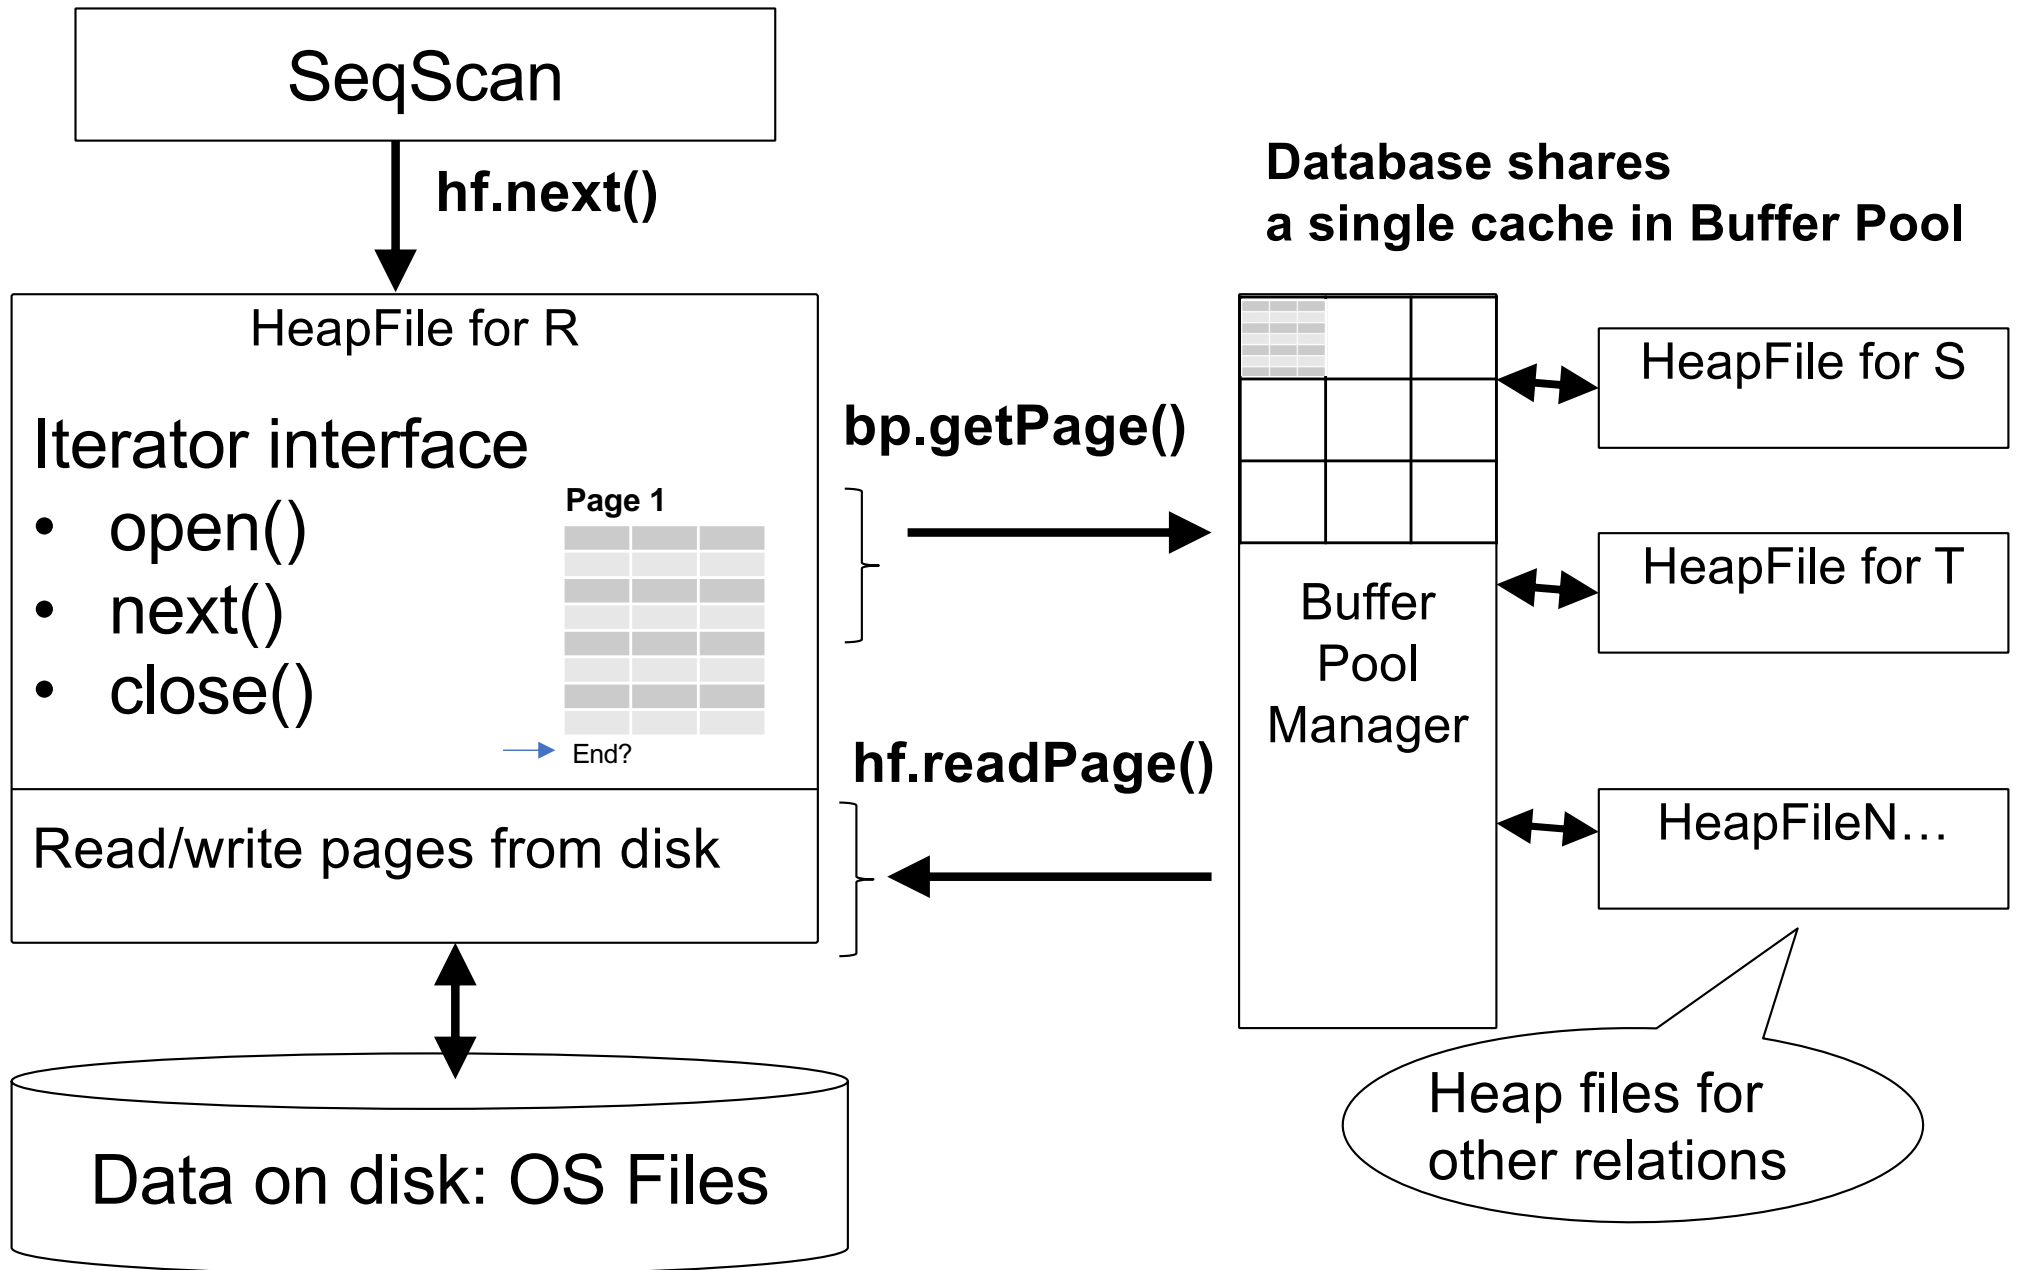 SeqScan
hf.next()
Database shares
a single cache in Buffer Pool
HeapFile for R
Iterator interface
• open()
• next()
• close()
Page 1
End?
Read/write pages from disk
bp.getPage()
hf.readPage()
Buffer
Pool
Manager
HeapFile for S
HeapFile for T
HeapFileN…
Heap files for
other relations
Data on disk: OS Files